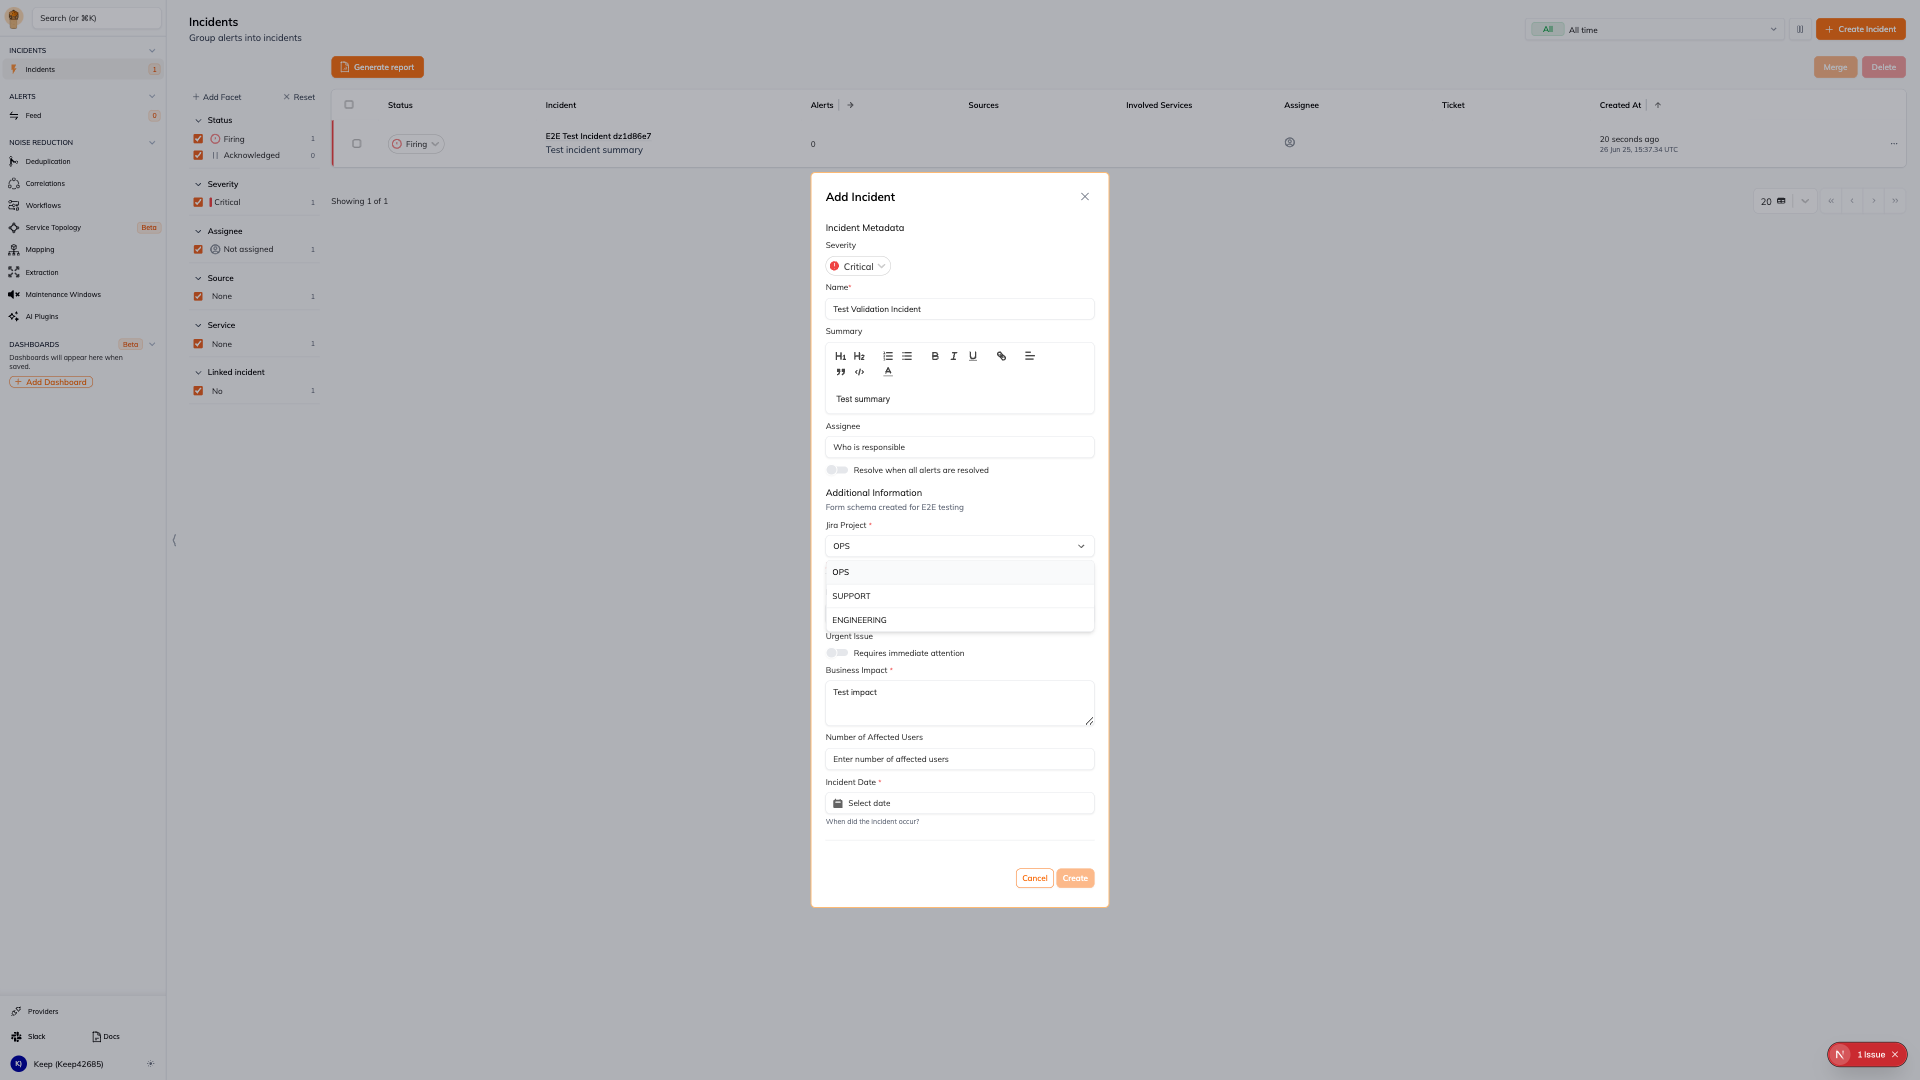 Search (or ⌘K)
INCIDENTS
Incidents
1
ALERTS
Feed
0
NOISE REDUCTION
Deduplication
Correlations
Workflows
Service Topology
Beta
Mapping
Extraction
Maintenance Windows
AI Plugins
DASHBOARDS
Beta
Dashboards will appear here when
saved.
+ Add Dashboard
Providers
Slack
Docs
K)
Keep (Keep42685)
Incidents
Group alerts into incidents
All
All time
+ Create Incident
Generate report
Merge
Delete
+ Add Facet
Reset
Status
Firing
1
Acknowledged
0
Severity
Critical
1
Assignee
Not assigned
1
Source
None
1
Service
None
1
Linked incident
No
1
Status
Incident
Alerts
Sources
Involved Services
Assignee
Ticket
Created At
Firing
E2E Test Incident dz1d86e7
Test incident summary
0
20 seconds ago
26 Jun 25, 15:37.34 UTC
...
Showing 1 of 1
20
Add Incident
Incident Metadata
Severity
Critical
Name*
Test Validation Incident
Summary
H1 H2
B I U
A
Test summary
Assignee
Who is responsible
Resolve when all alerts are resolved
Additional Information
Form schema created for E2E testing
Jira Project *
OPS
OPS
SUPPORT
ENGINEERING
Urgent Issue
Requires immediate attention
Business Impact *
Test impact
Number of Affected Users
Enter number of affected users
Incident Date *
Select date
When did the incident occur?
Cancel
Create
N
1 Issue